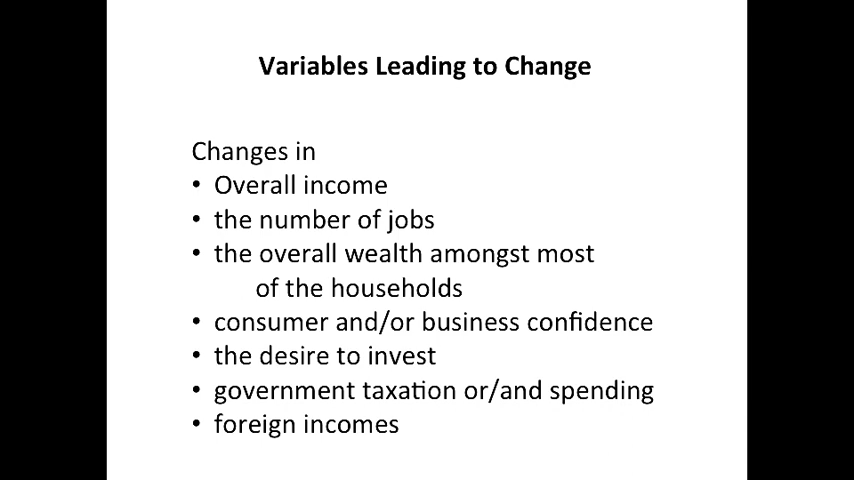 Variables Leading to Change
Changes in
• Overall income
• the number of jobs
• the overall wealth amongst most
of the households
• consumer and/or business confidence
• the desire to invest
• government taxation or/and spending
• foreign incomes